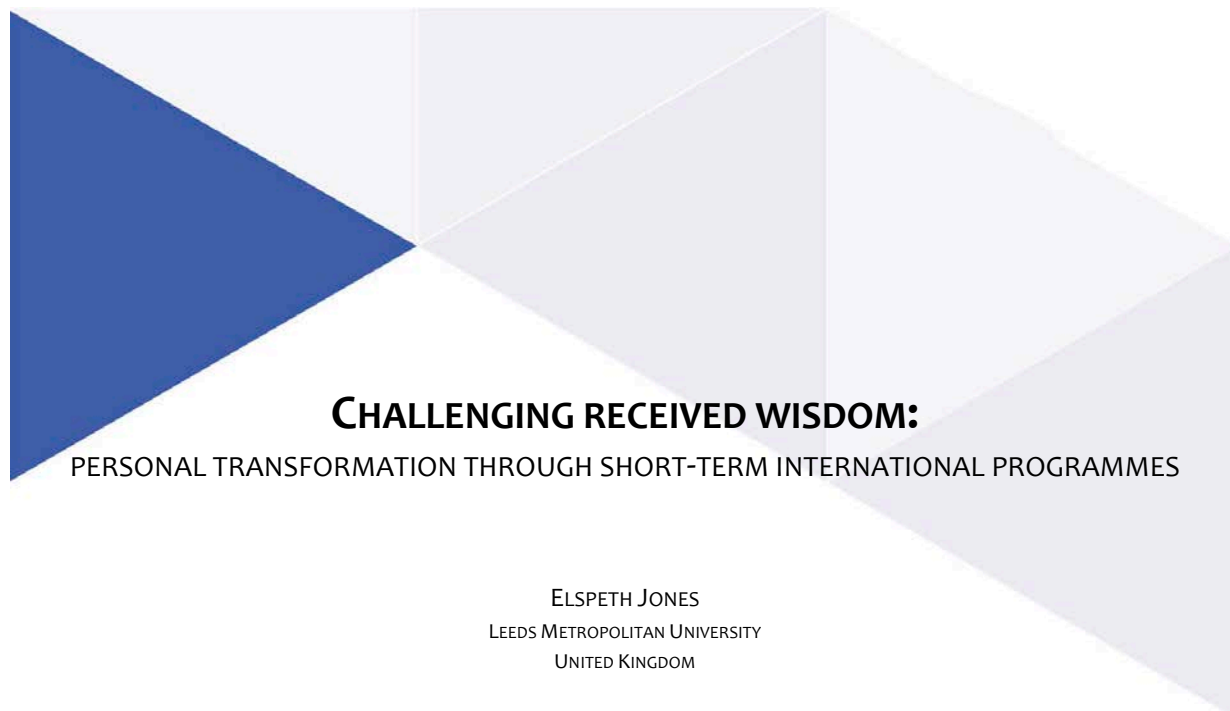 CHALLENGING RECEIVED WISDOM:
PERSONAL TRANSFORMATION THROUGH SHORT-TERM INTERNATIONAL PROGRAMMES
ELSPETH JONES
LEEDS METROPOLITAN UNIVERSITY
UNITED KINGDOM